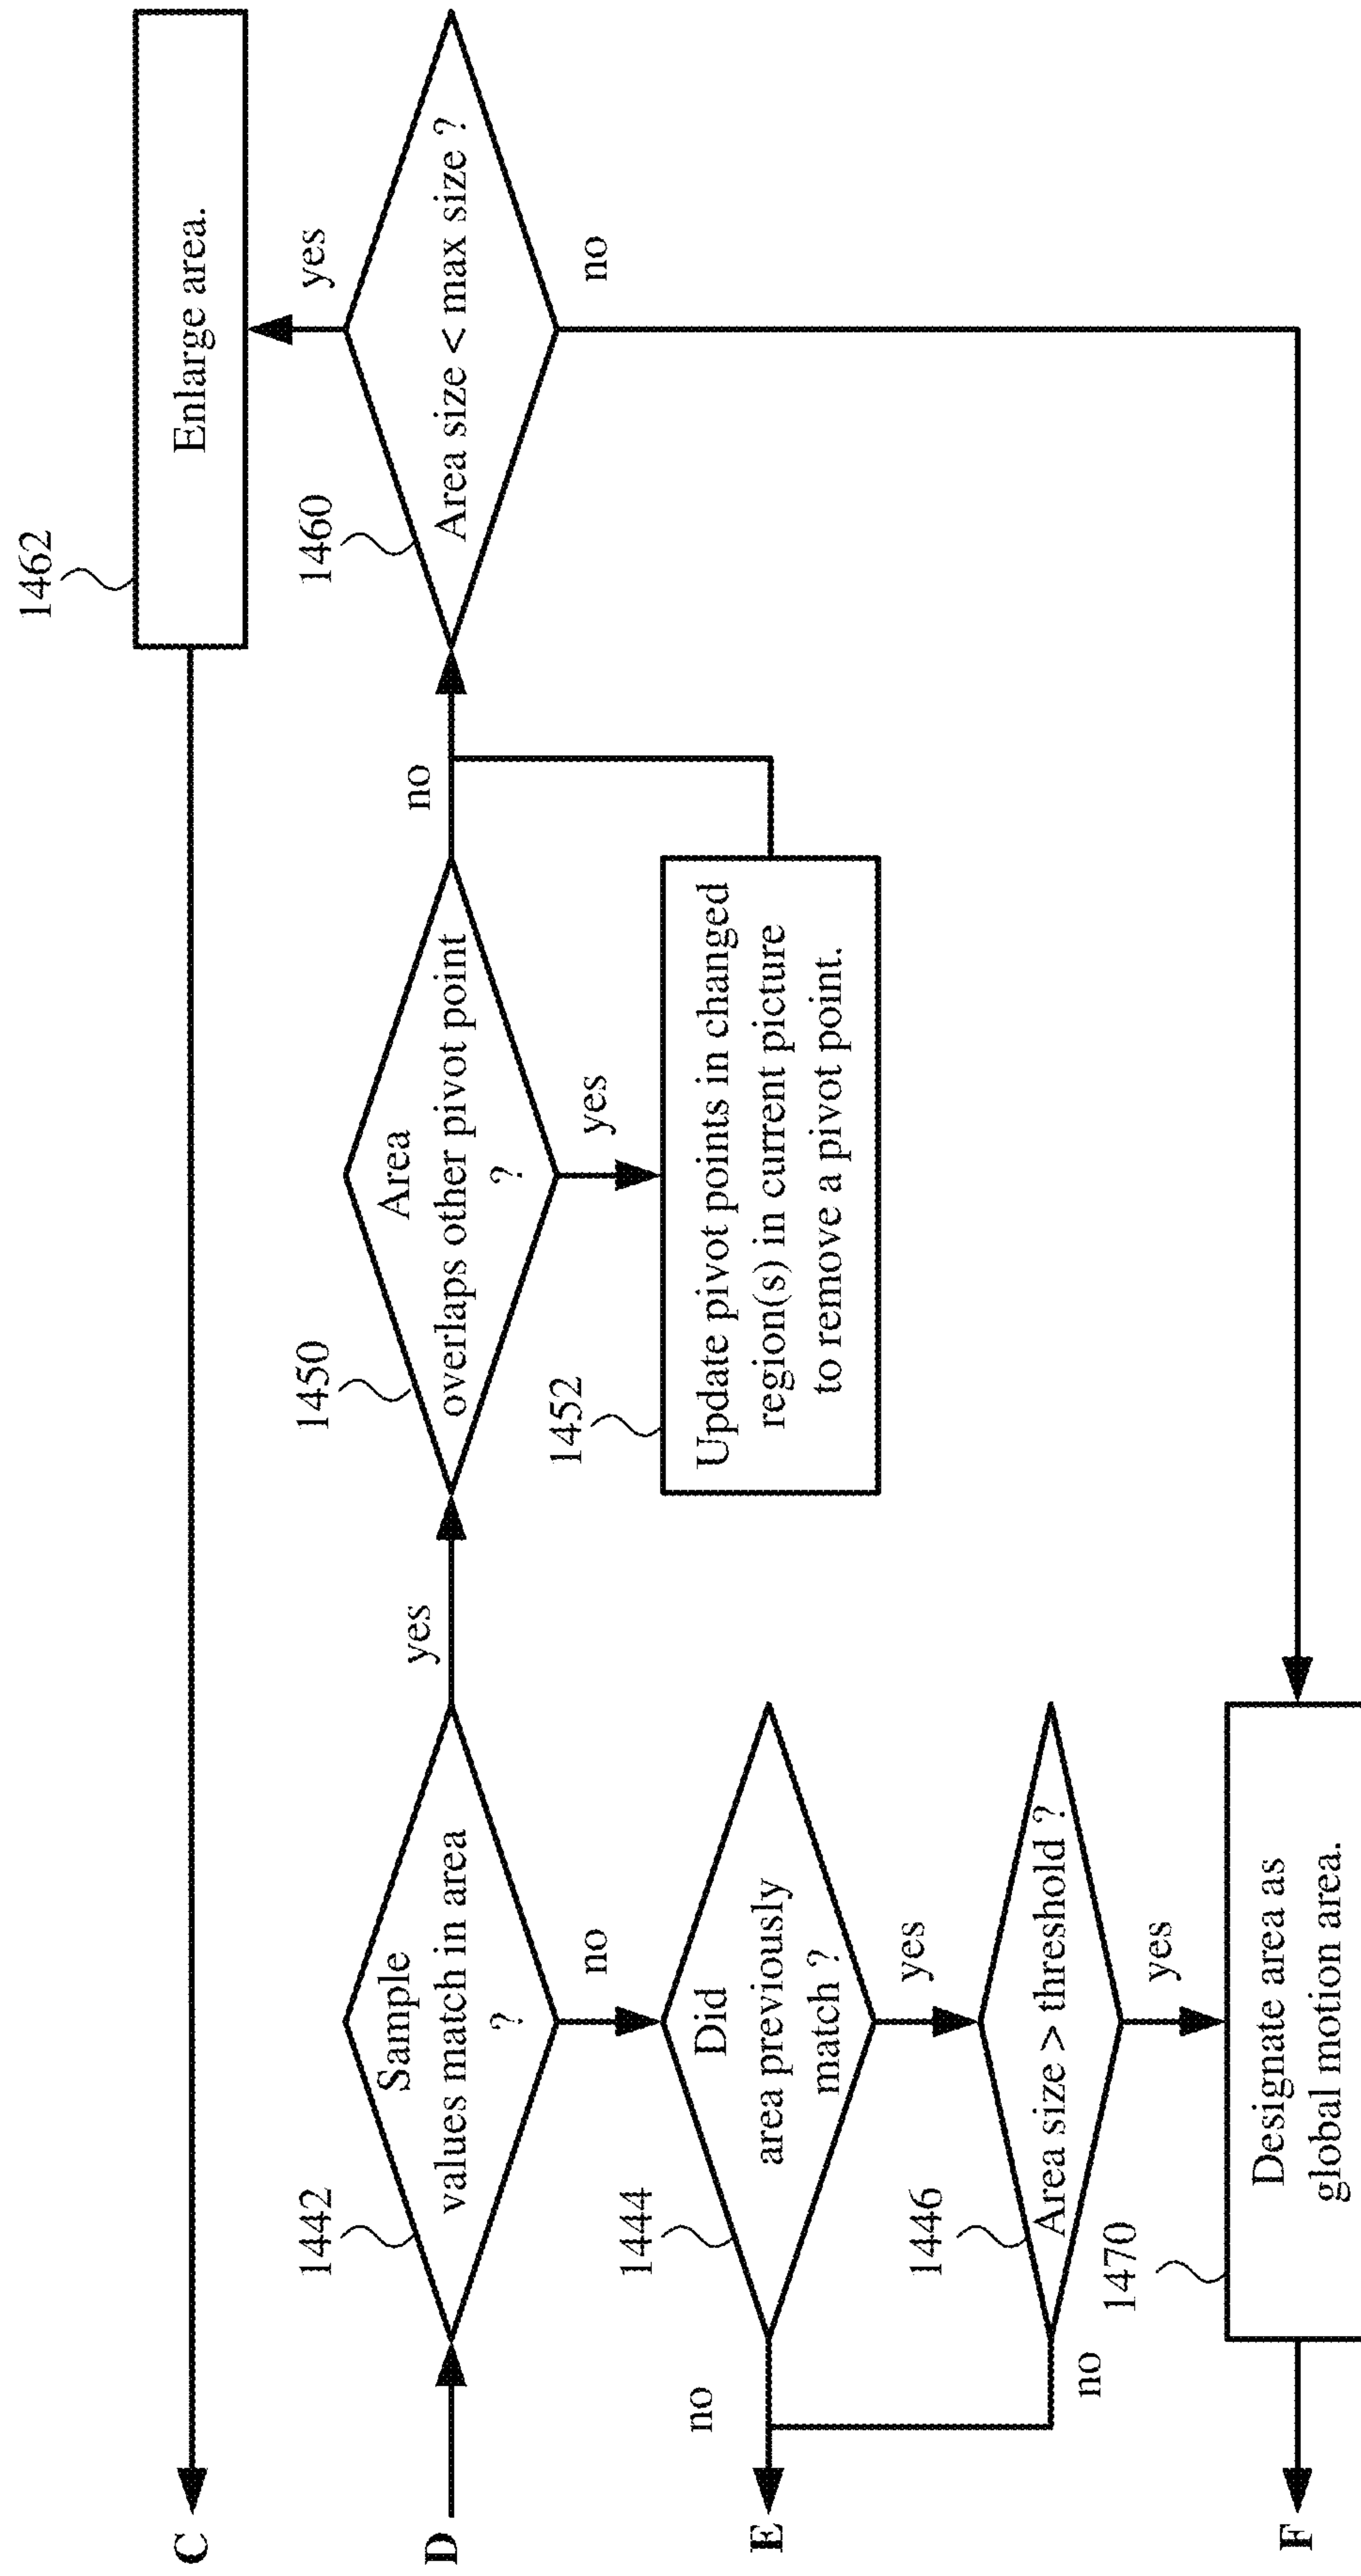 C
1462
Enlarge area.
D
1442
Sample
values match in area
?
yes
1450
Area
overlaps other pivot point
?
no
1460
Area size < max size ?
yes
no
no
yes
1452
Update pivot points in changed
region(s) in current picture
to remove a pivot point.
E
no
1444
Did
area previously
match ?
yes
1446
Area size > threshold ?
no
yes
F
1470
Designate area as
global motion area.